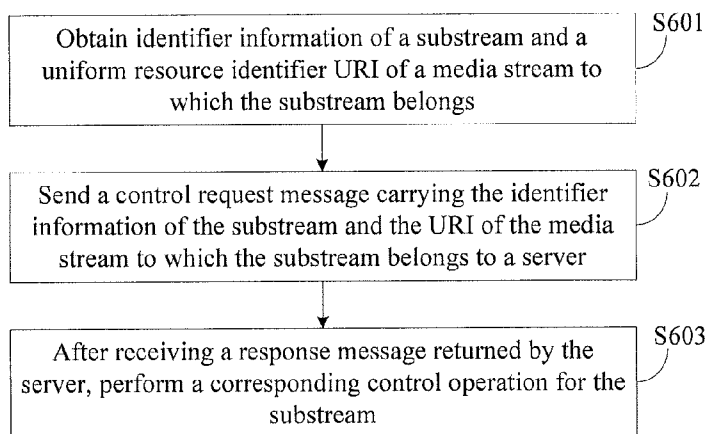 Obtain identifier information of a substream and a
uniform resource identifier URI of a media stream to
which the substream belongs
S601
Send a control request message carrying the identifier
information of the substream and the URI of the media
stream to which the substream belongs to a server
S602
After receiving a response message returned by the
server, perform a corresponding control operation for the
substream
S603